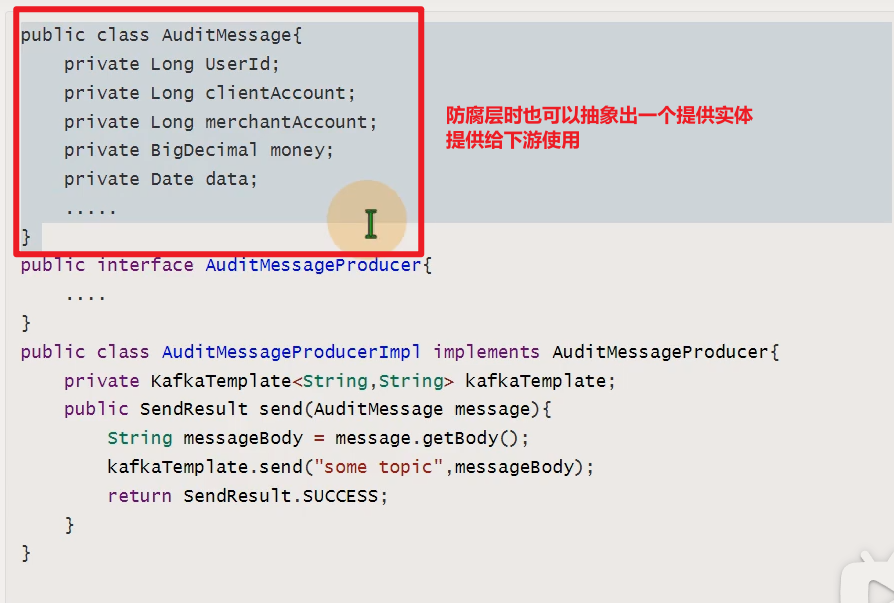 public class AuditMessage{
    private Long UserId;
    private Long clientAccount;
    private Long merchantAccount;
    private BigDecimal money;
    private Date data;
    .....
}
防腐层时也可以抽象出一个提供实体
提供给下游使用
public interface AuditMessageProducer{
    ....
}
public class AuditMessageProducerImpl implements AuditMessageProducer{
    private KafkaTemplate<String,String> kafkaTemplate;
    public SendResult send(AuditMessage message){
        String messageBody = message.getBody();
        kafkaTemplate.send("some topic",messageBody);
        return SendResult.SUCCESS;
    }
}